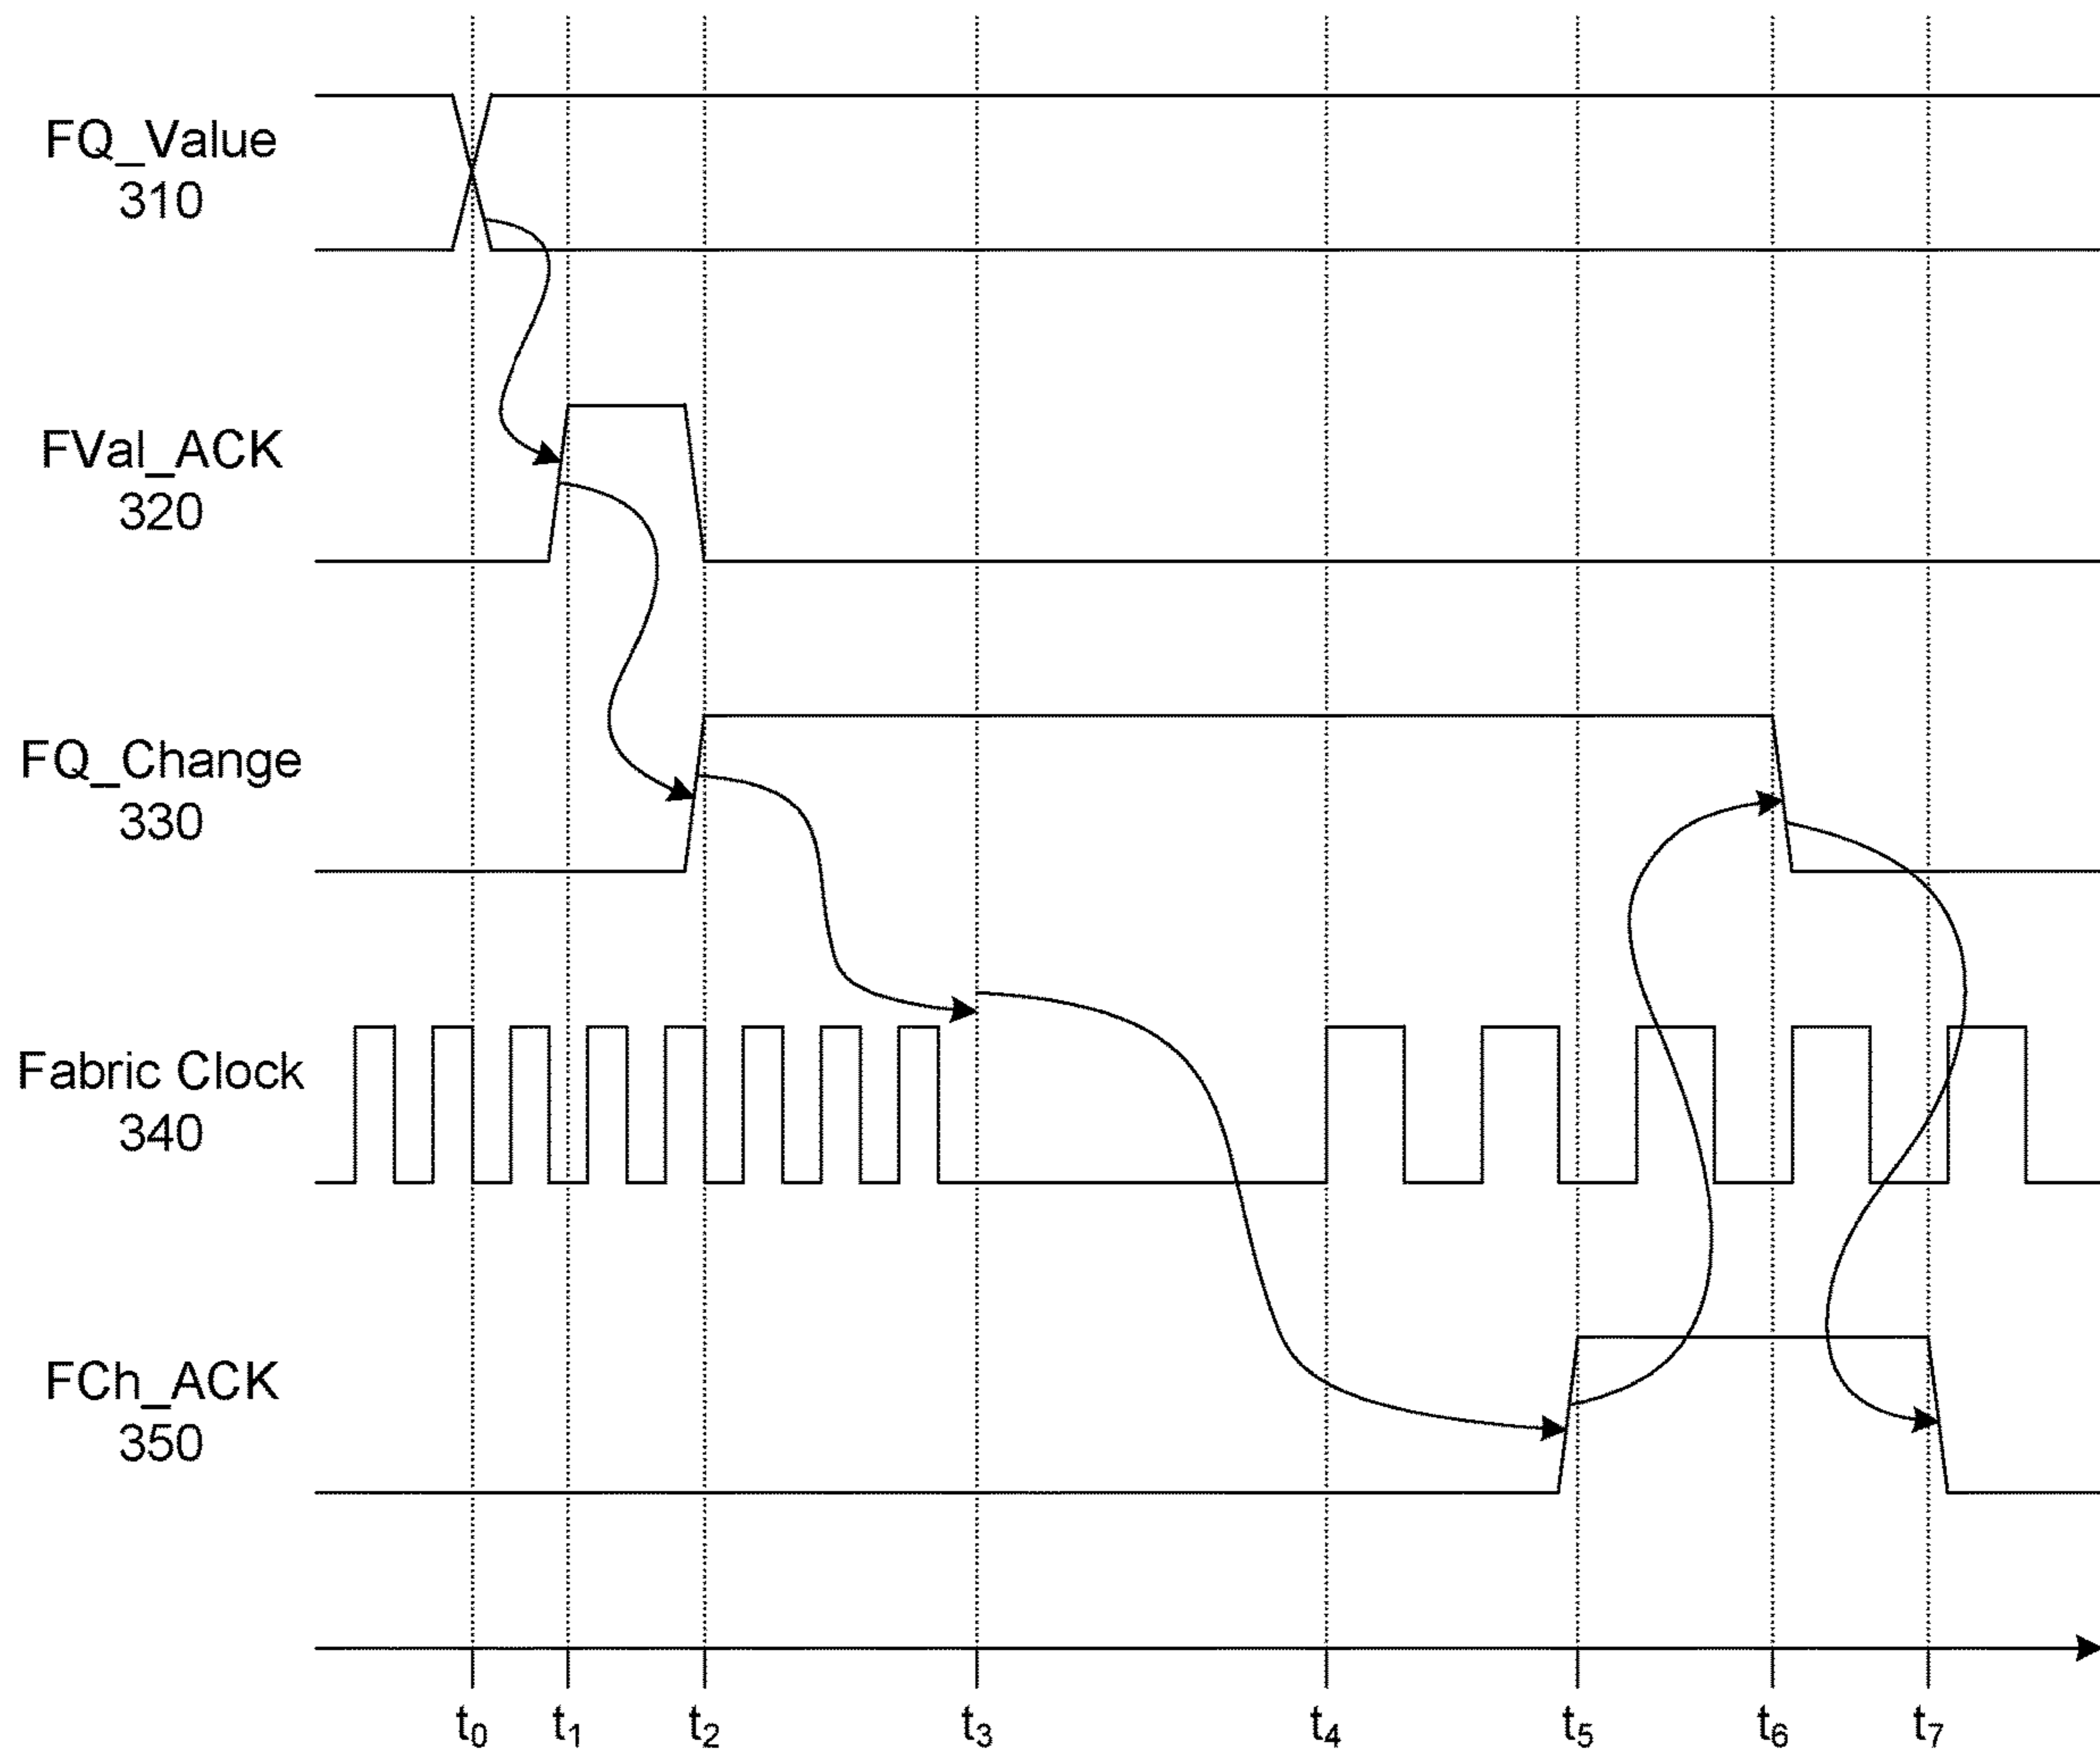 FQ_Value
310
FVal_ACK
320
FQ_Change
330
Fabric Clock
340
FCh_ACK
350
t0 t1 t2 t3 t4 t5 t6 t7